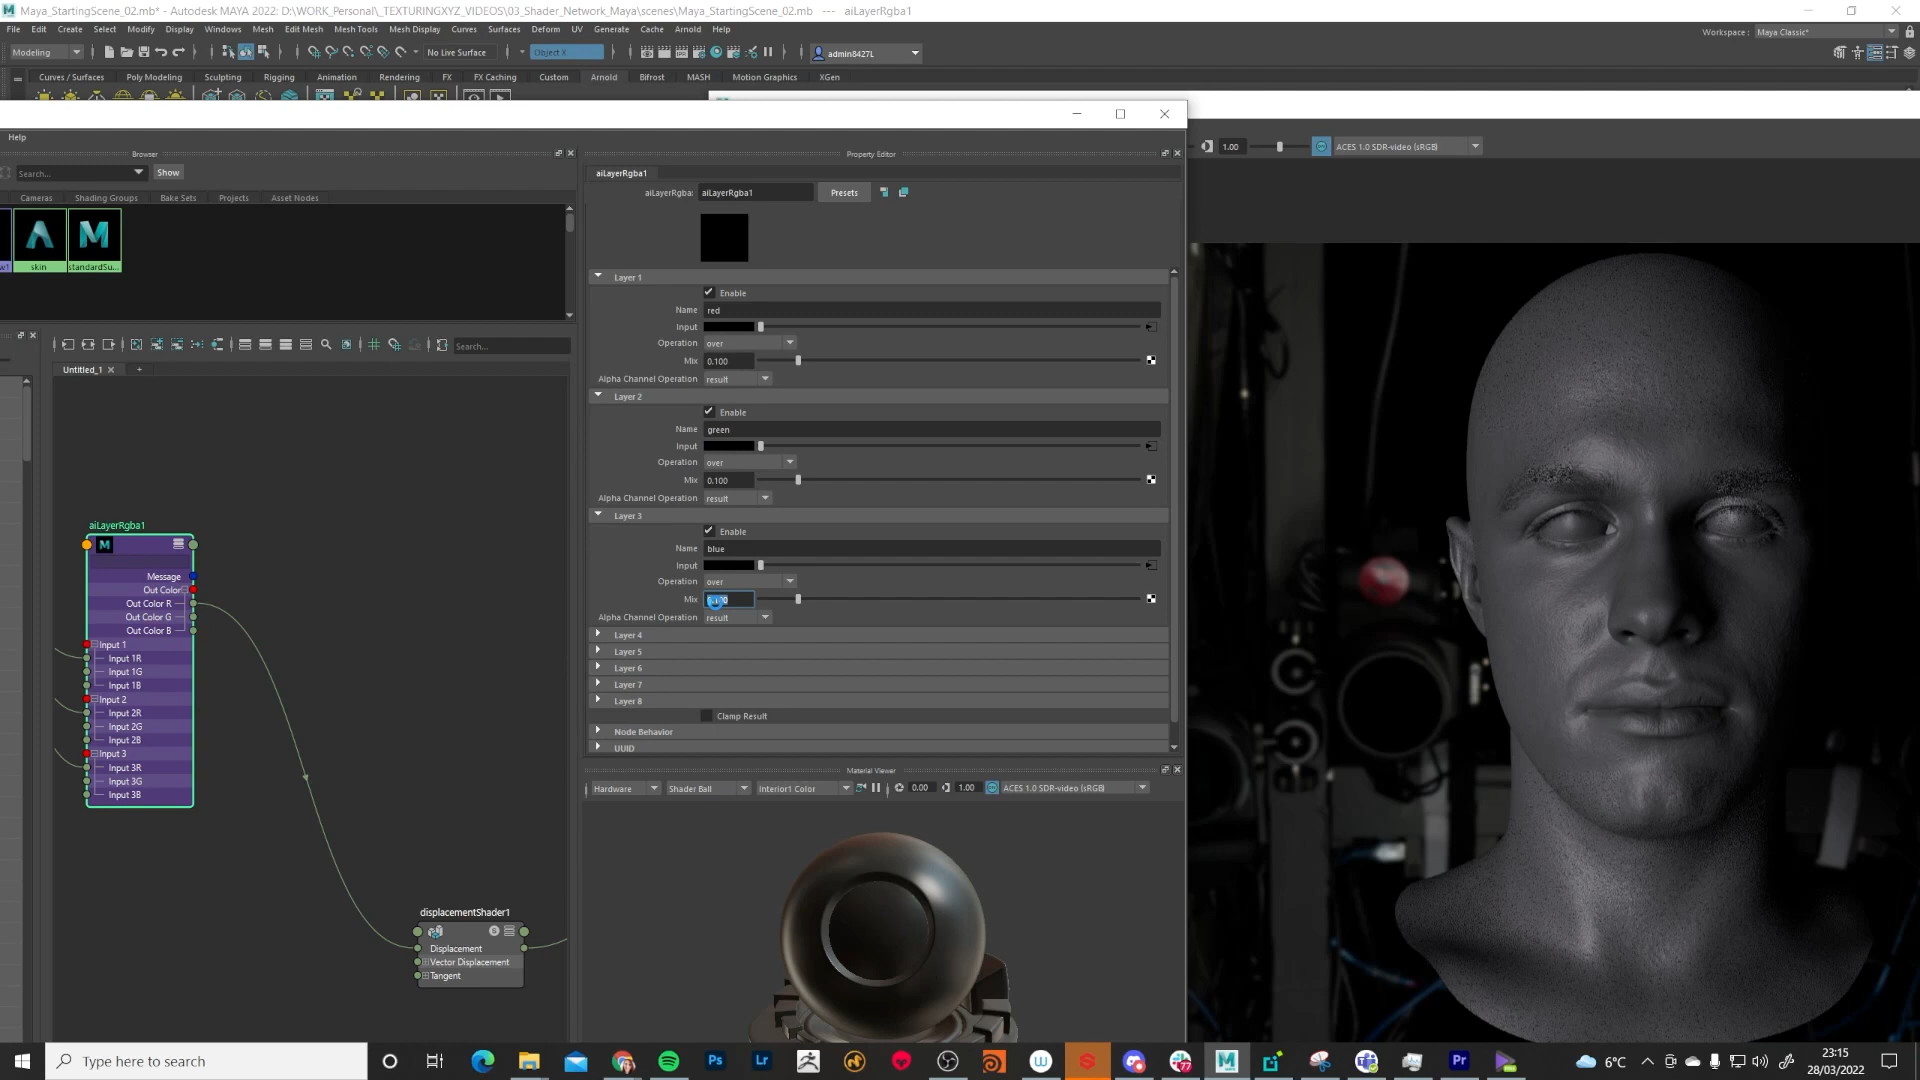 Maya_StartingScene_02.mb* - Autodesk MAYA 2022: D:\WORK_Personal\_TEXTURINGXYZ_VIDEOS\03_Shader_Network_Maya\scenes\Maya_StartingScene_02.mb --- aiLayerRgba1
File Edit Create Select Modify Display Windows Mesh Edit Mesh Mesh Tools Mesh Display Curves Surfaces Deform UV Generate Cache Arnold Help
Workspace : Maya Classic*
Modeling No Live Surface Object X admin8427L
Curves / Surfaces Poly Modeling Sculpting Rigging Animation Rendering FX FX Caching Custom Arnold Bifrost MASH Motion Graphics XGen
Help
Browser Property Editor
1.00 ACES 1.0 SDR-video (sRGB)
Search... Show
aiLayerRgba1
aiLayerRgba: aiLayerRgba1 Presets
Cameras Shading Groups Bake Sets Projects Asset Nodes
w1 skin standardSu...
Layer 1
Enable
Name red
Input
Operation over
Mix 0.100
Alpha Channel Operation result
Layer 2
Enable
Name green
Input
Operation over
Mix 0.100
Alpha Channel Operation result
Layer 3
Enable
Name blue
Input
Operation over
Mix
Alpha Channel Operation result
Layer 4
Layer 5
Layer 6
Layer 7
Layer 8
Clamp Result
Node Behavior
UUID
Search...
Untitled_1 +
aiLayerRgba1
Message
Out Color
Out Color R
Out Color G
Out Color B
Input 1
Input 1R
Input 1G
Input 1B
Input 2
Input 2R
Input 2G
Input 2B
Input 3
Input 3R
Input 3G
Input 3B
displacementShader1
Displacement
Vector Displacement
Tangent
Material Viewer
Hardware Shader Ball Interior1 Color 0.00 1.00 ACES 1.0 SDR-video (sRGB)
Type here to search
Ps Lr Pr
6°C
23:15
28/03/2022